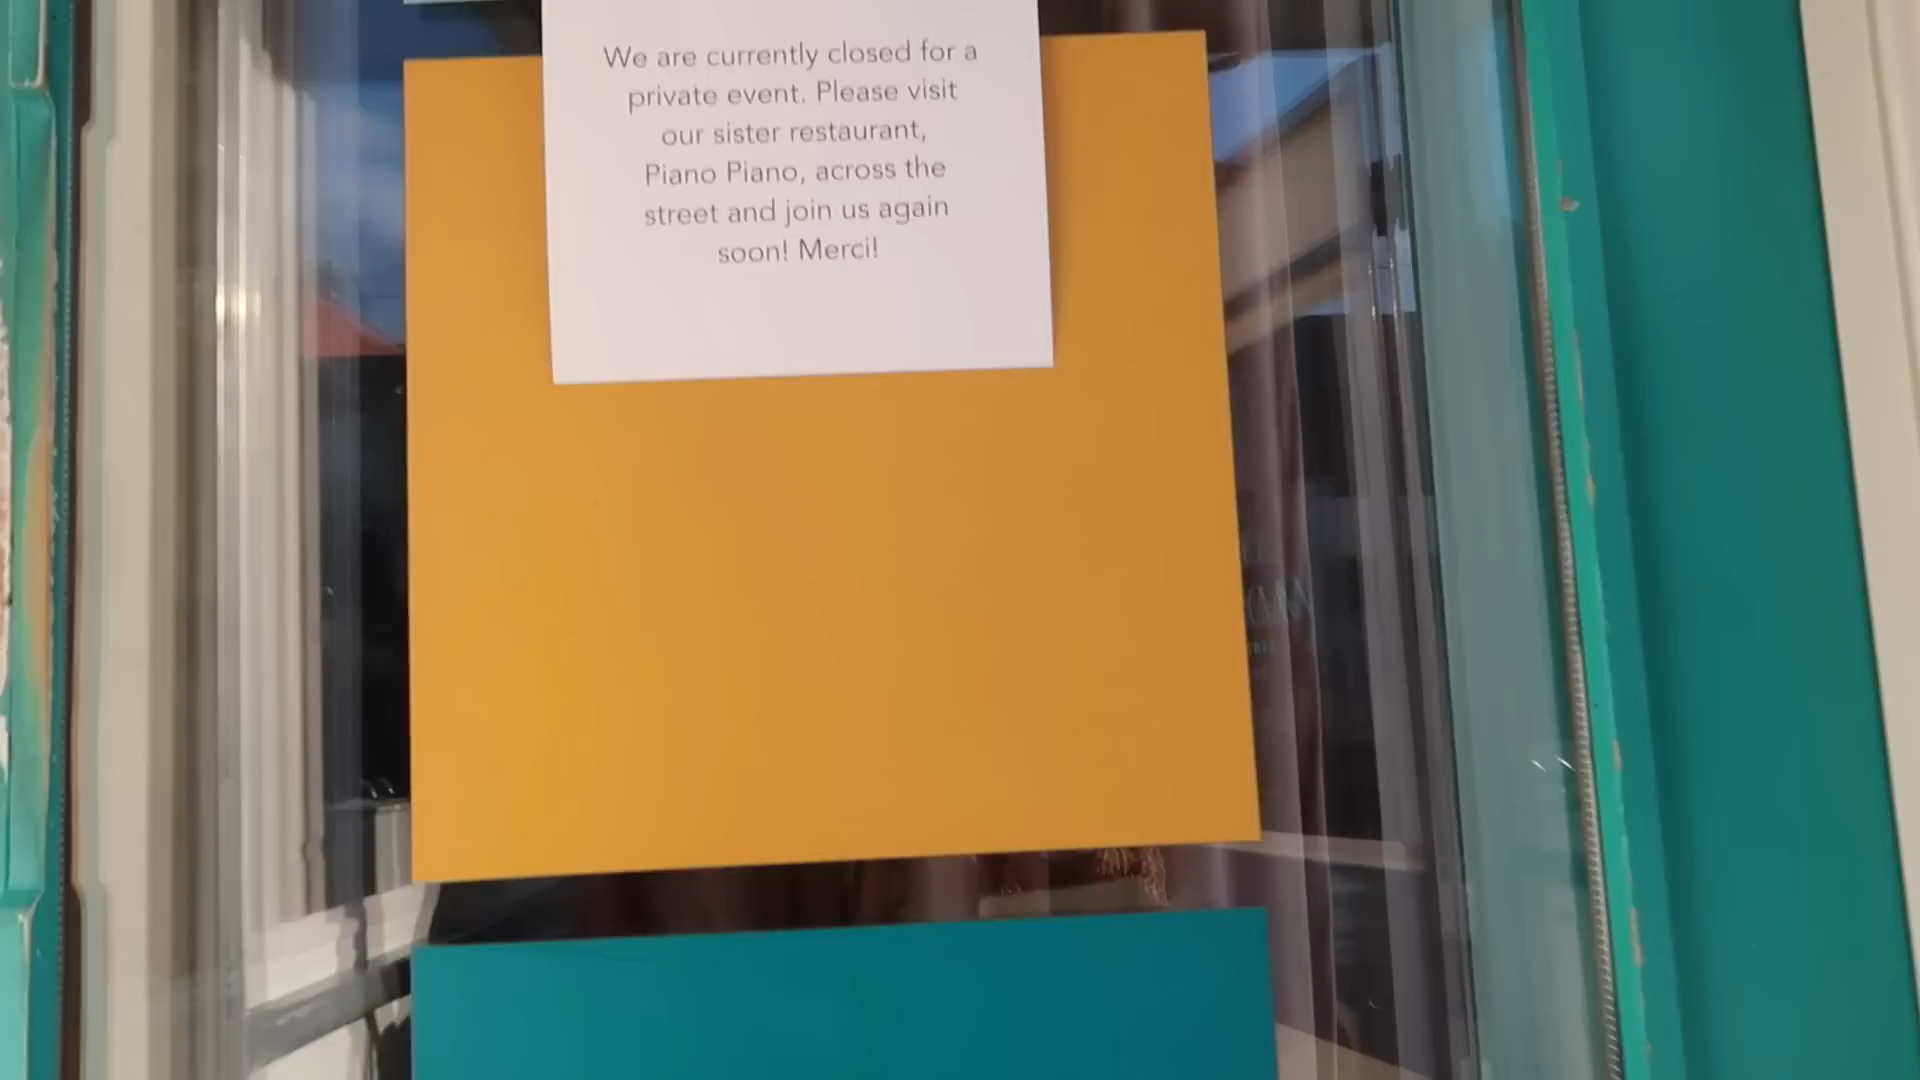 We are currently closed for a
private event. Please visit
our sister restaurant,
Piano Piano, across the
street and join us again
soon! Merci!